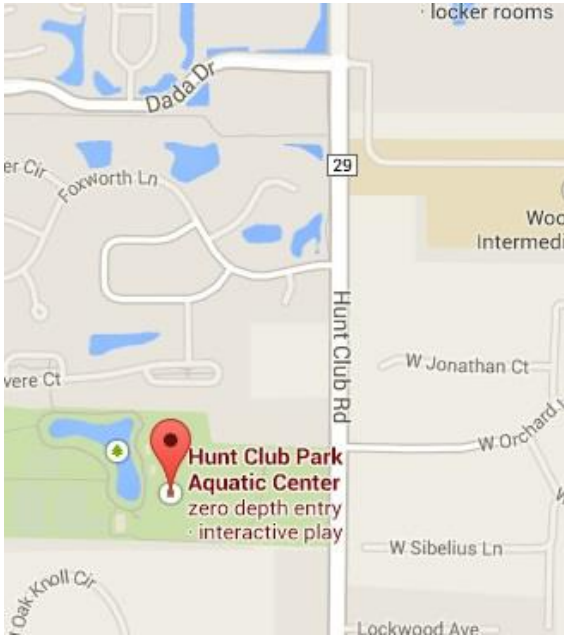 · locker rooms
Dada Dr
29
er Cir
Foxworth Ln
Woo
Intermedi
Hunt Club Rd
W Jonathan Ct
vere Ct
W Orchard
Hunt Club Park
Aquatic Center
zero depth entry
· interactive play
W Sibelius Ln
Oak Knoll Cir
Lockwood Ave